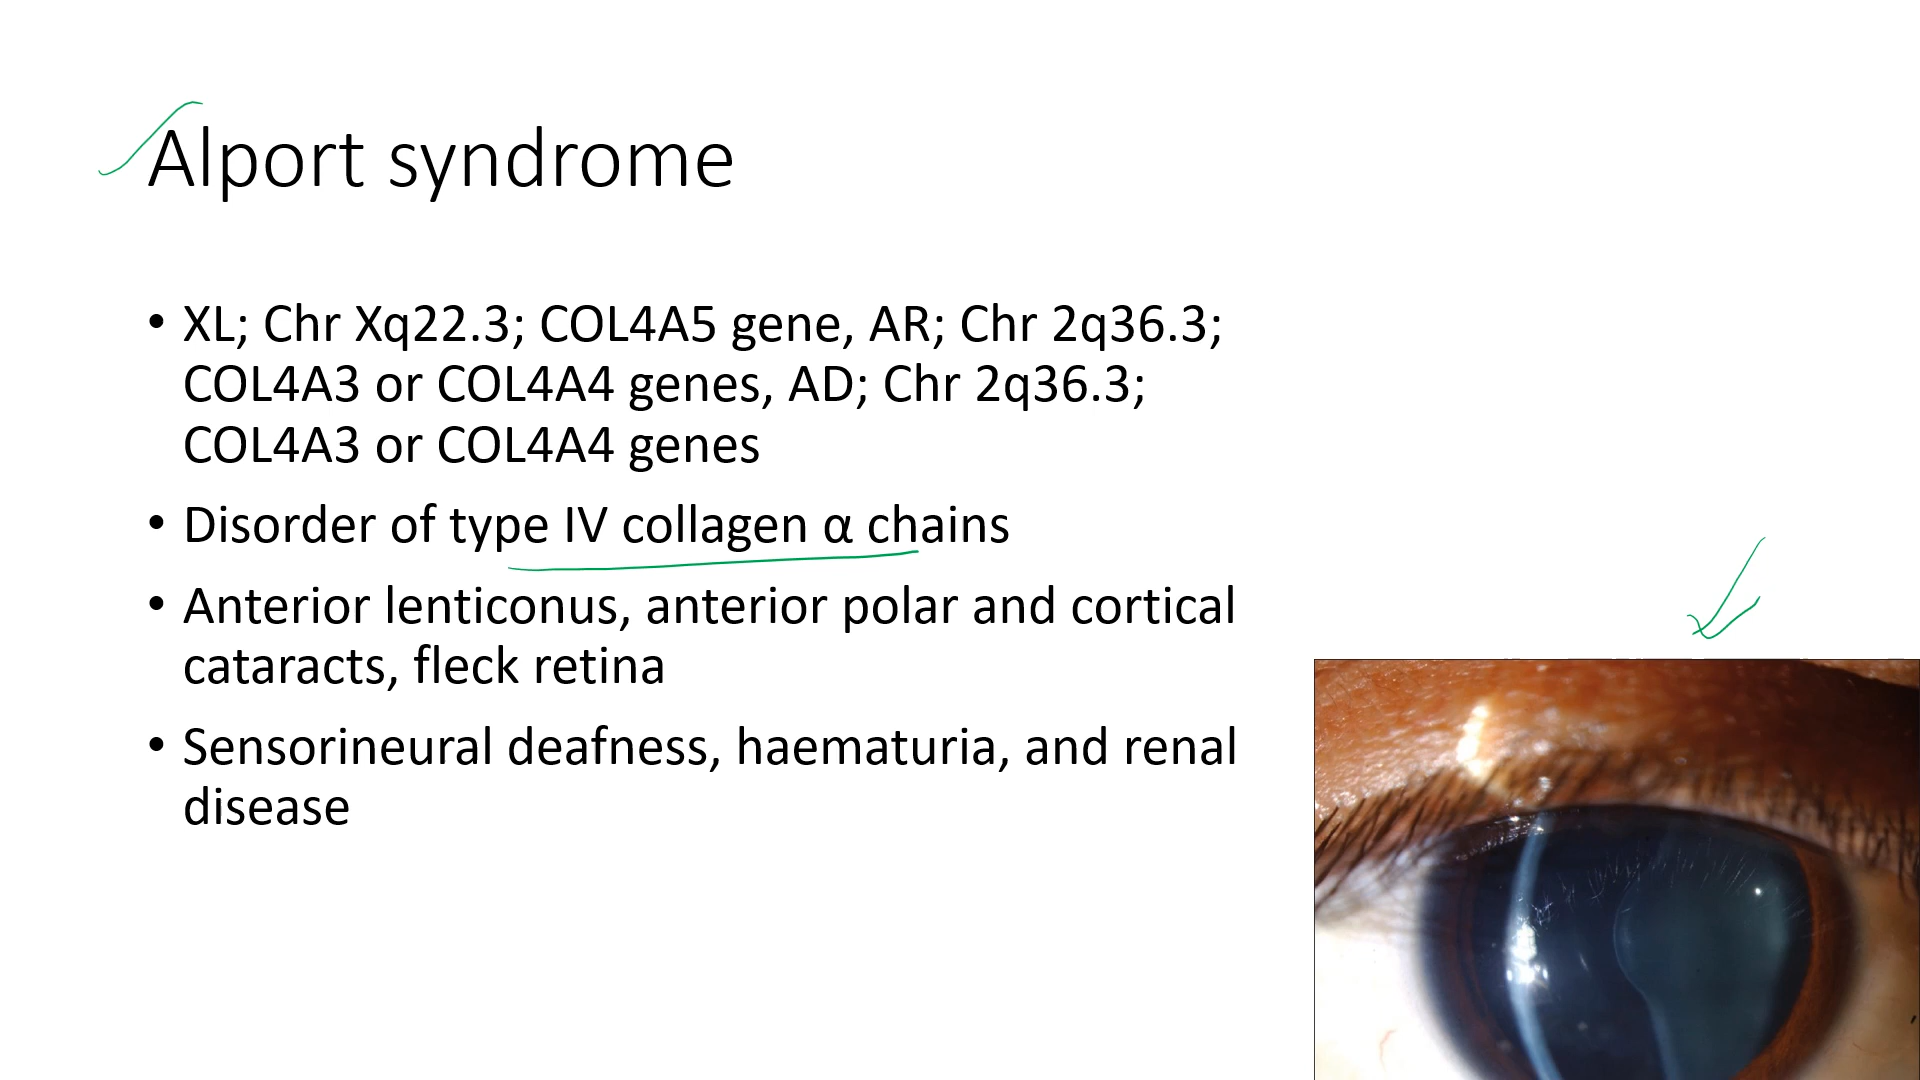 Alport syndrome
• XL; Chr Xq22.3; COL4A5 gene, AR; Chr 2q36.3;
COL4A3 or COL4A4 genes, AD; Chr 2q36.3;
COL4A3 or COL4A4 genes
• Disorder of type IV collagen α chains
• Anterior lenticonus, anterior polar and cortical
cataracts, fleck retina
• Sensorineural deafness, haematuria, and renal
disease